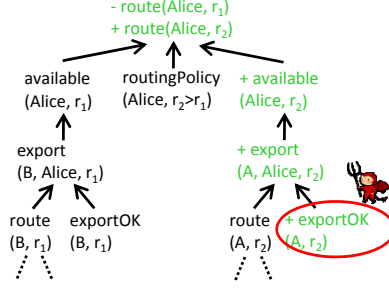 - route(Alice, r₁)
+ route(Alice, r₂)
available
(Alice, r₁)
routingPolicy
(Alice, r₂>r₁)
+ available
(Alice, r₂)
export
(B, Alice, r₁)
+ export
(A, Alice, r₂)
route
(B, r₁)
exportOK
(B, r₁)
route
(A, r₂)
+ exportOK
(A, r₂)